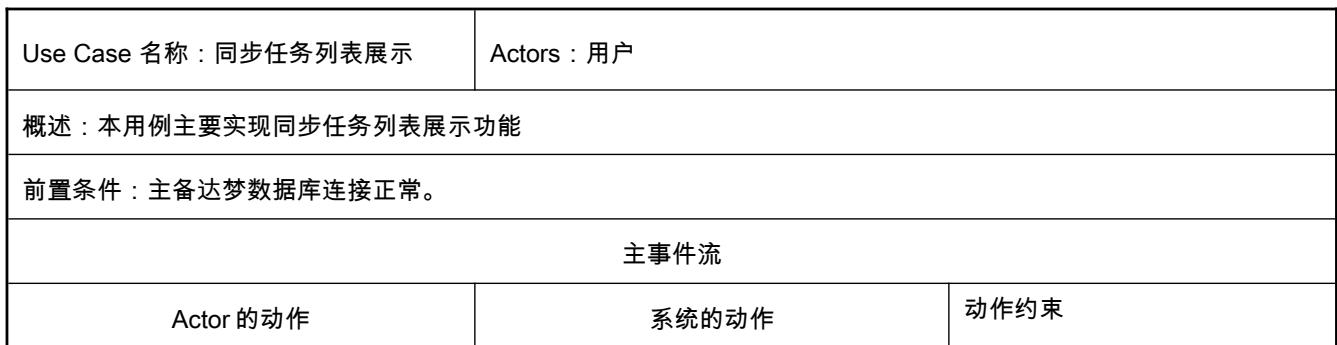 Use Case 名称：同步任务列表展示
Actors：用户
概述：本用例主要实现同步任务列表展示功能
前置条件：主备达梦数据库连接正常。
主事件流
Actor 的动作
系统的动作
动作约束